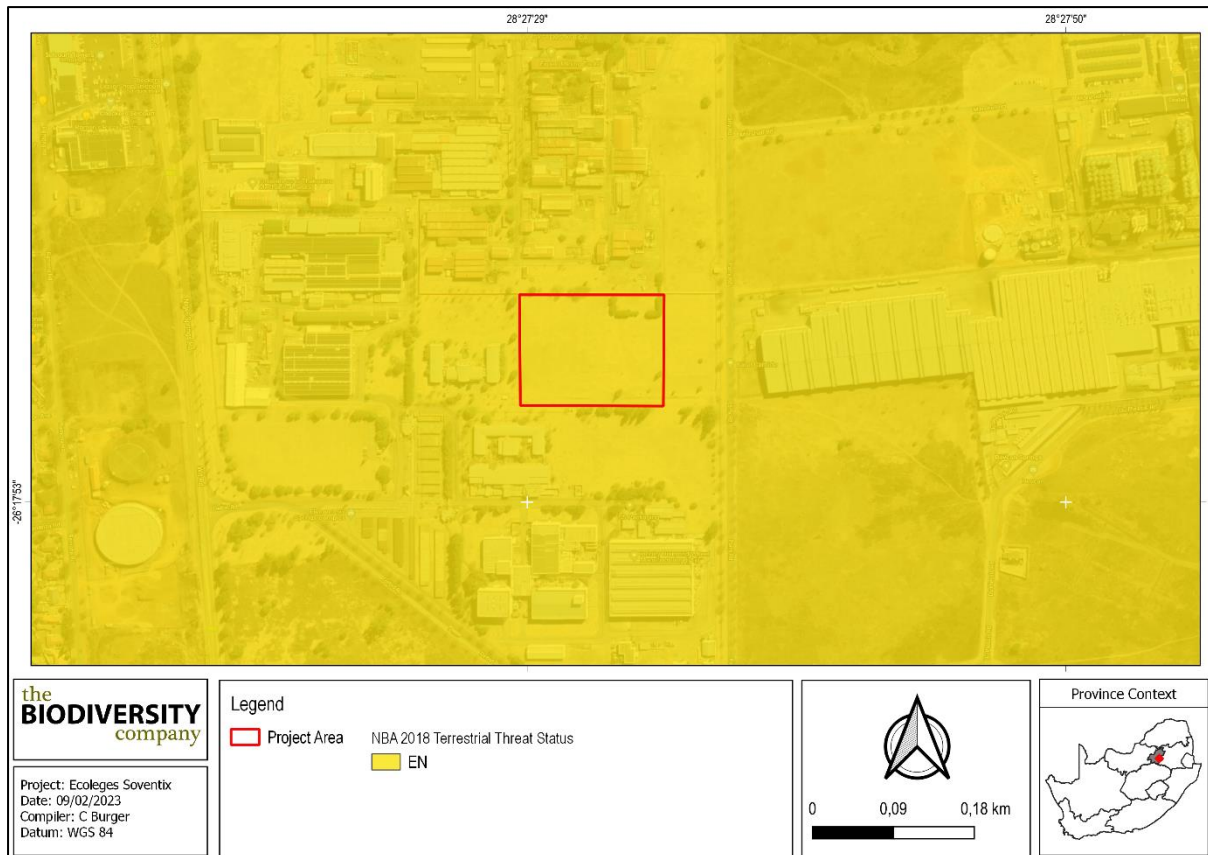 28°27'29"
28°27'50"
-26°17'53"
the
BIODIVERSITY
company
Project: Ecoleges Soventix
Date: 09/02/2023
Compiler: C Burger
Datum: WGS 84
Legend
Project Area
NBA 2018 Terrestrial Threat Status
EN
0
0,09
0,18 km
Province Context